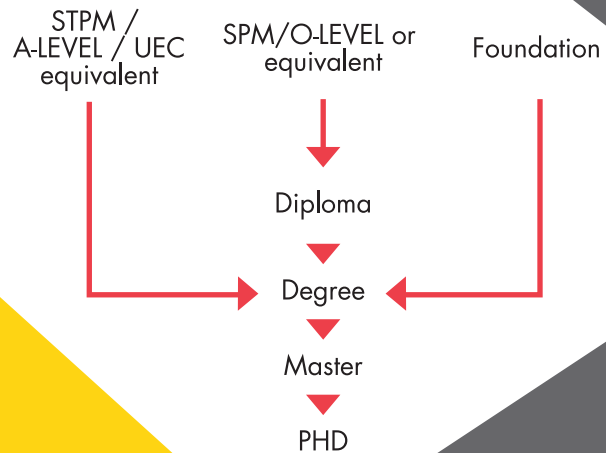 STPM /
A-LEVEL / UEC
equivalent
SPM/O-LEVEL or
equivalent
Foundation
Diploma
Degree
Master
PHD